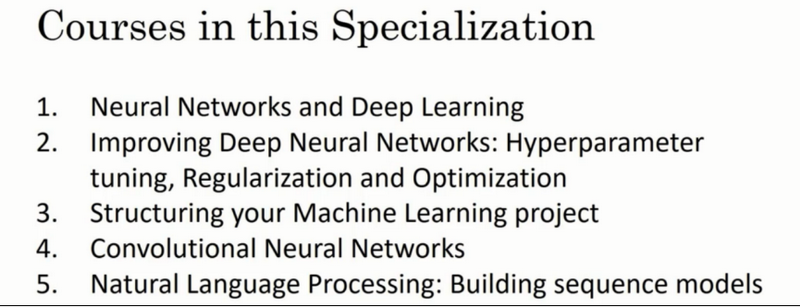 Courses in this Specialization
1. Neural Networks and Deep Learning
2. Improving Deep Neural Networks: Hyperparameter
tuning, Regularization and Optimization
3. Structuring your Machine Learning project
4. Convolutional Neural Networks
5. Natural Language Processing: Building sequence models